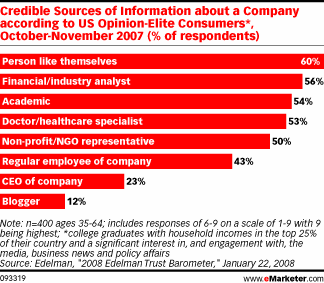 Credible Sources of Information about a Company
according to US Opinion-Elite Consumers*,
October-November 2007 (% of respondents)
Person like themselves 60%
Financial/industry analyst 56%
Academic 54%
Doctor/healthcare specialist 53%
Non-profit/NGO representative 50%
Regular employee of company 43%
CEO of company 23%
Blogger 12%
Note: n=400 ages 35-64; includes responses of 6-9 on a scale of 1-9 with 9
being highest; *college graduates with household incomes in the top 25%
of their country and a significant interest in, and engagement with, the
media, business news and policy affairs
Source: Edelman, "2008 Edelman Trust Barometer," January 22, 2008
093319 www.eMarketer.com